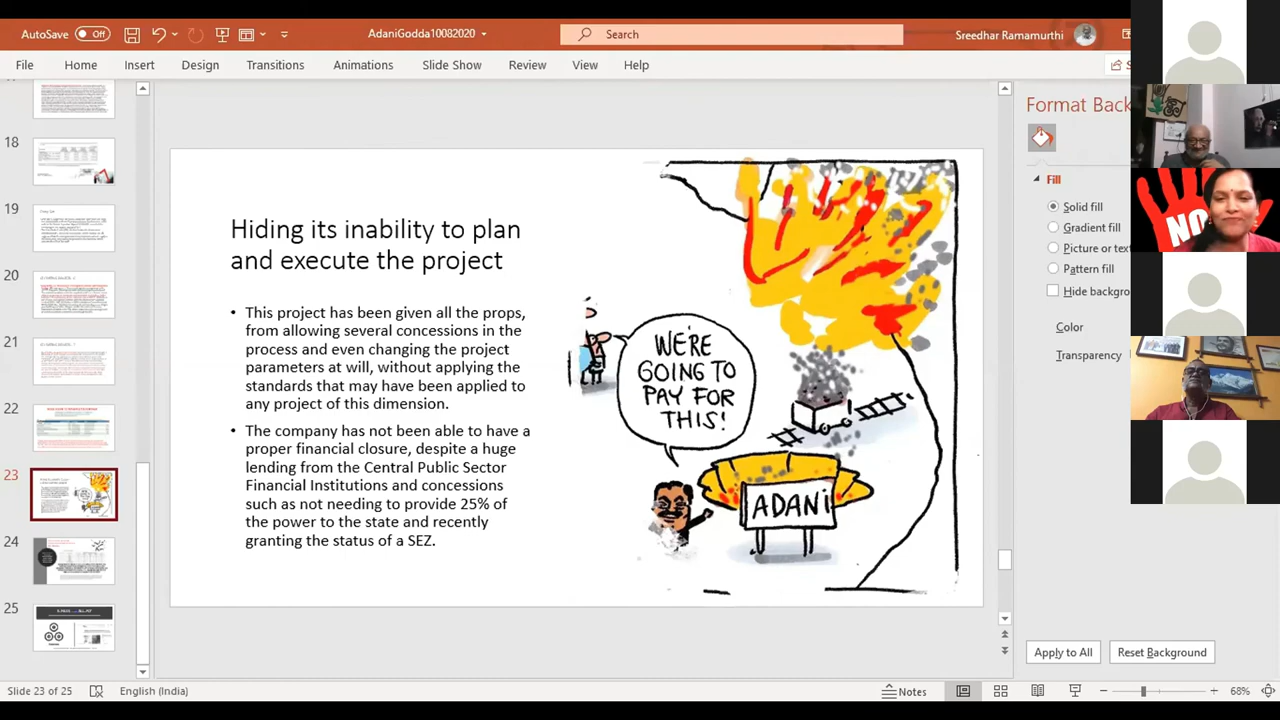 AutoSave
Off
AdaniGodda10082020
Search
Sreedhar Ramamurthi
File Home Insert Design Transitions Animations Slide Show Review View Help
Format Bac
Fill
Solid fill
Gradient fill
Picture or text
Pattern fill
Hide backgro
Color
Transparency
Apply to All
Reset Background
18
19
20
21
22
23
24
25
Hiding its inability to plan
and execute the project
• This project has been given all the props,
from allowing several concessions in the
process and even changing the project
parameters at will, without applying the
standards that may have been applied to
any project of this dimension.
• The company has not been able to have a
proper financial closure, despite a huge
lending from the Central Public Sector
Financial Institutions and concessions
such as not needing to provide 25% of
the power to the state and recently
granting the status of a SEZ.
WE'RE
GOING TO
PAY FOR
THIS!
ADANi
NO
Slide 23 of 25
English (India)
Notes
68%